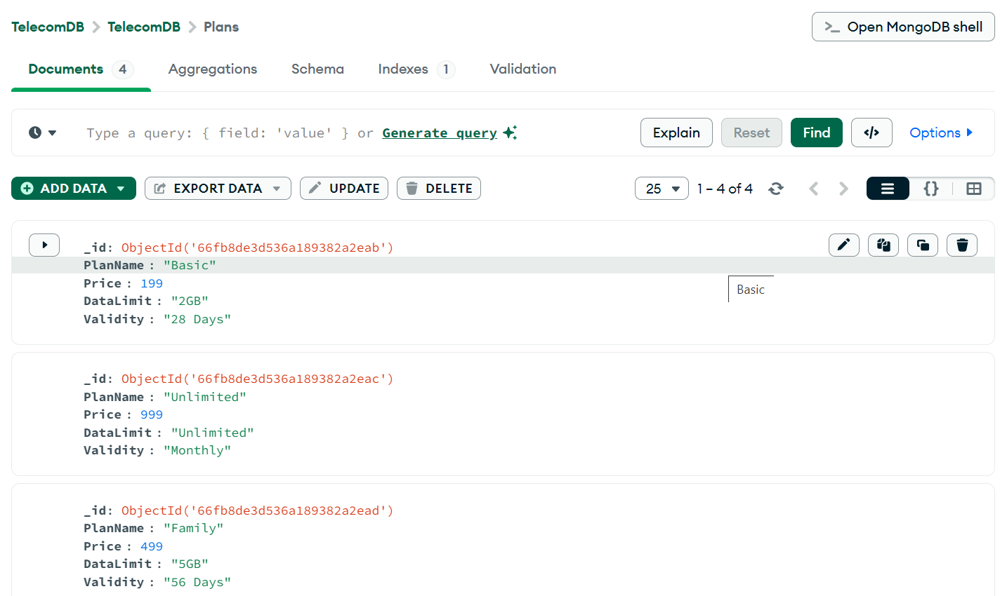 TelecomDB > TelecomDB > Plans
>_ Open MongoDB shell
Documents 4 Aggregations Schema Indexes 1 Validation
Type a query: { field: 'value' } or Generate query
Explain Reset Find </> Options
ADD DATA EXPORT DATA UPDATE DELETE
25 1 – 4 of 4 {}
_id: ObjectId('66fb8de3d536a189382a2eab')
PlanName : "Basic"
Price : 199
Basic
DataLimit : "2GB"
Validity : "28 Days"
_id: ObjectId('66fb8de3d536a189382a2eac')
PlanName : "Unlimited"
Price : 999
DataLimit : "Unlimited"
Validity : "Monthly"
_id: ObjectId('66fb8de3d536a189382a2ead')
PlanName : "Family"
Price : 499
DataLimit : "5GB"
Validity : "56 Days"